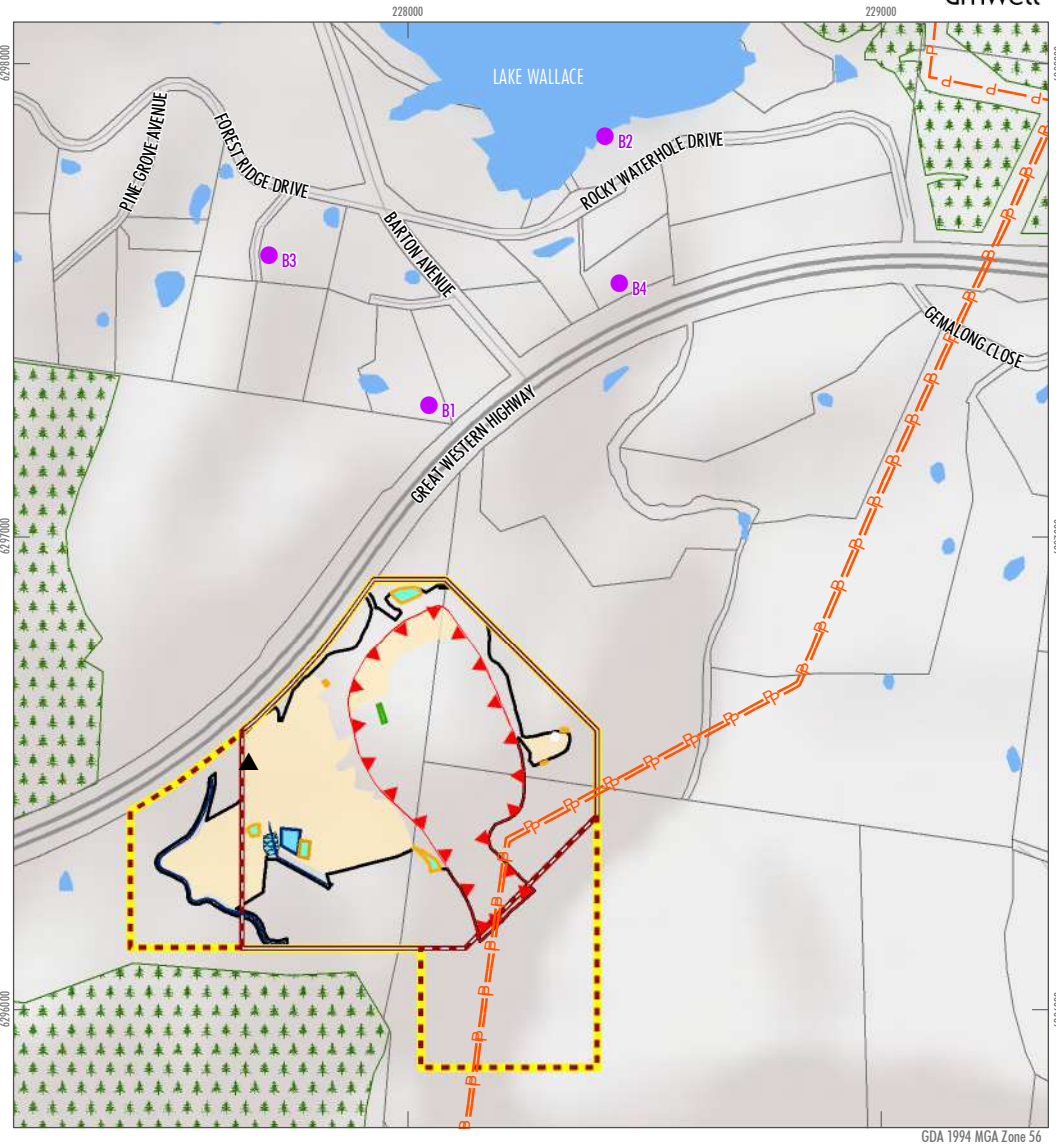 228000
229000
6298000
LAKE WALLACE
PINE GROVE AVENUE
FOREST RIDGE DRIVE
B2
ROCKY WATERHOLE DRIVE
BARTON AVENUE
B3
B4
GEMALONG CLOSE
B1
GREAT WESTERN HIGHWAY
6297000
6296000
GDA 1994 MGA Zone 56